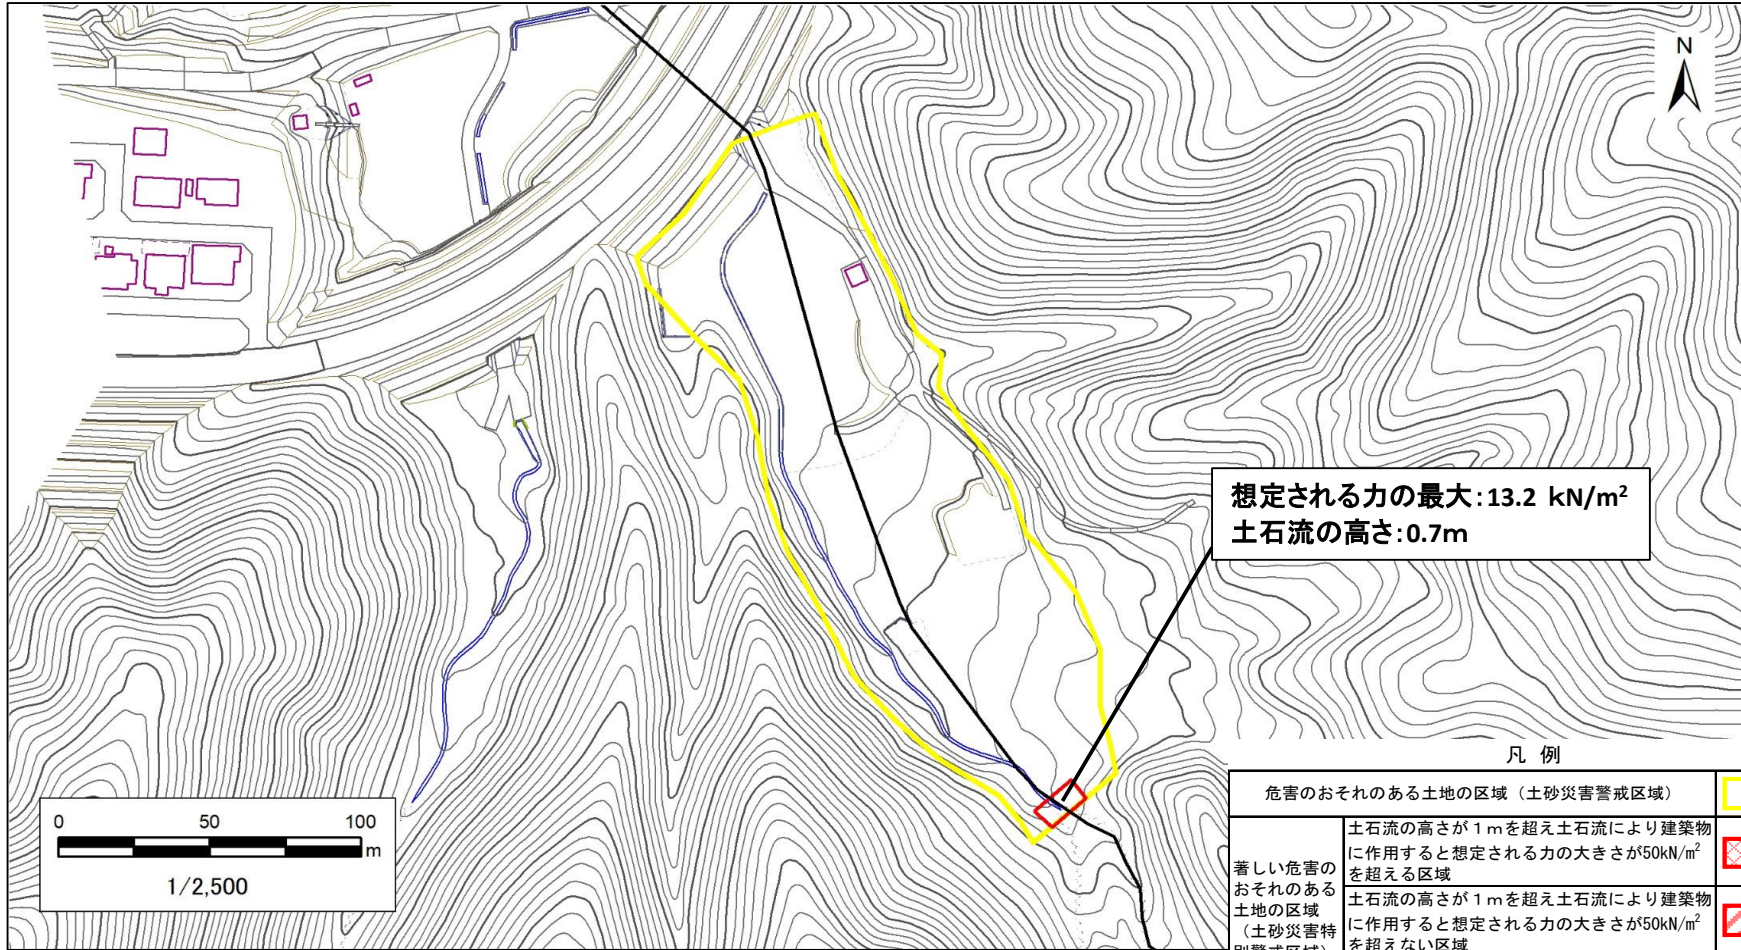 N
想定される力の最大:13.2 kN/m²
土石流の高さ:0.7m
0 50 100
m
1/2,500
凡 例
危害のおそれのある土地の区域（土砂災害警戒区域）
著しい危害の
おそれのある
土地の区域
（土砂災害特
別警戒区域）
土石流の高さが１ｍを超え土石流により建築物
に作用すると想定される力の大きさが50kN/m²
を超える区域
土石流の高さが１ｍを超え土石流により建築物
に作用すると想定される力の大きさが50kN/m²
を超えない区域